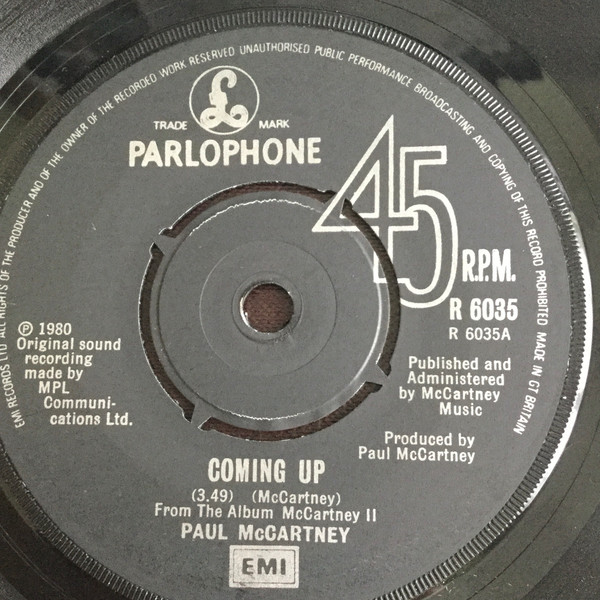 EMI RECORDS LTD ALL RIGHTS OF THE PRODUCER AND OF THE OWNER OF THE RECORDED WORK RESERVED UNAUTHORISED PUBLIC PERFORMANCE BROADCASTING AND COPYING OF THIS RECORD PROHIBITED MADE IN GT BRITAIN
£
TRADE MARK
PARLOPHONE
45
R.P.M.
R 6035
R 6035A
Ⓟ 1980
Original sound
recording
made by
MPL
Communi-
cations Ltd.
Published and
Administered
by McCartney
Music
Produced by
Paul McCartney
COMING UP
(3.49) (McCartney)
From The Album McCartney II
PAUL McCARTNEY
EMI